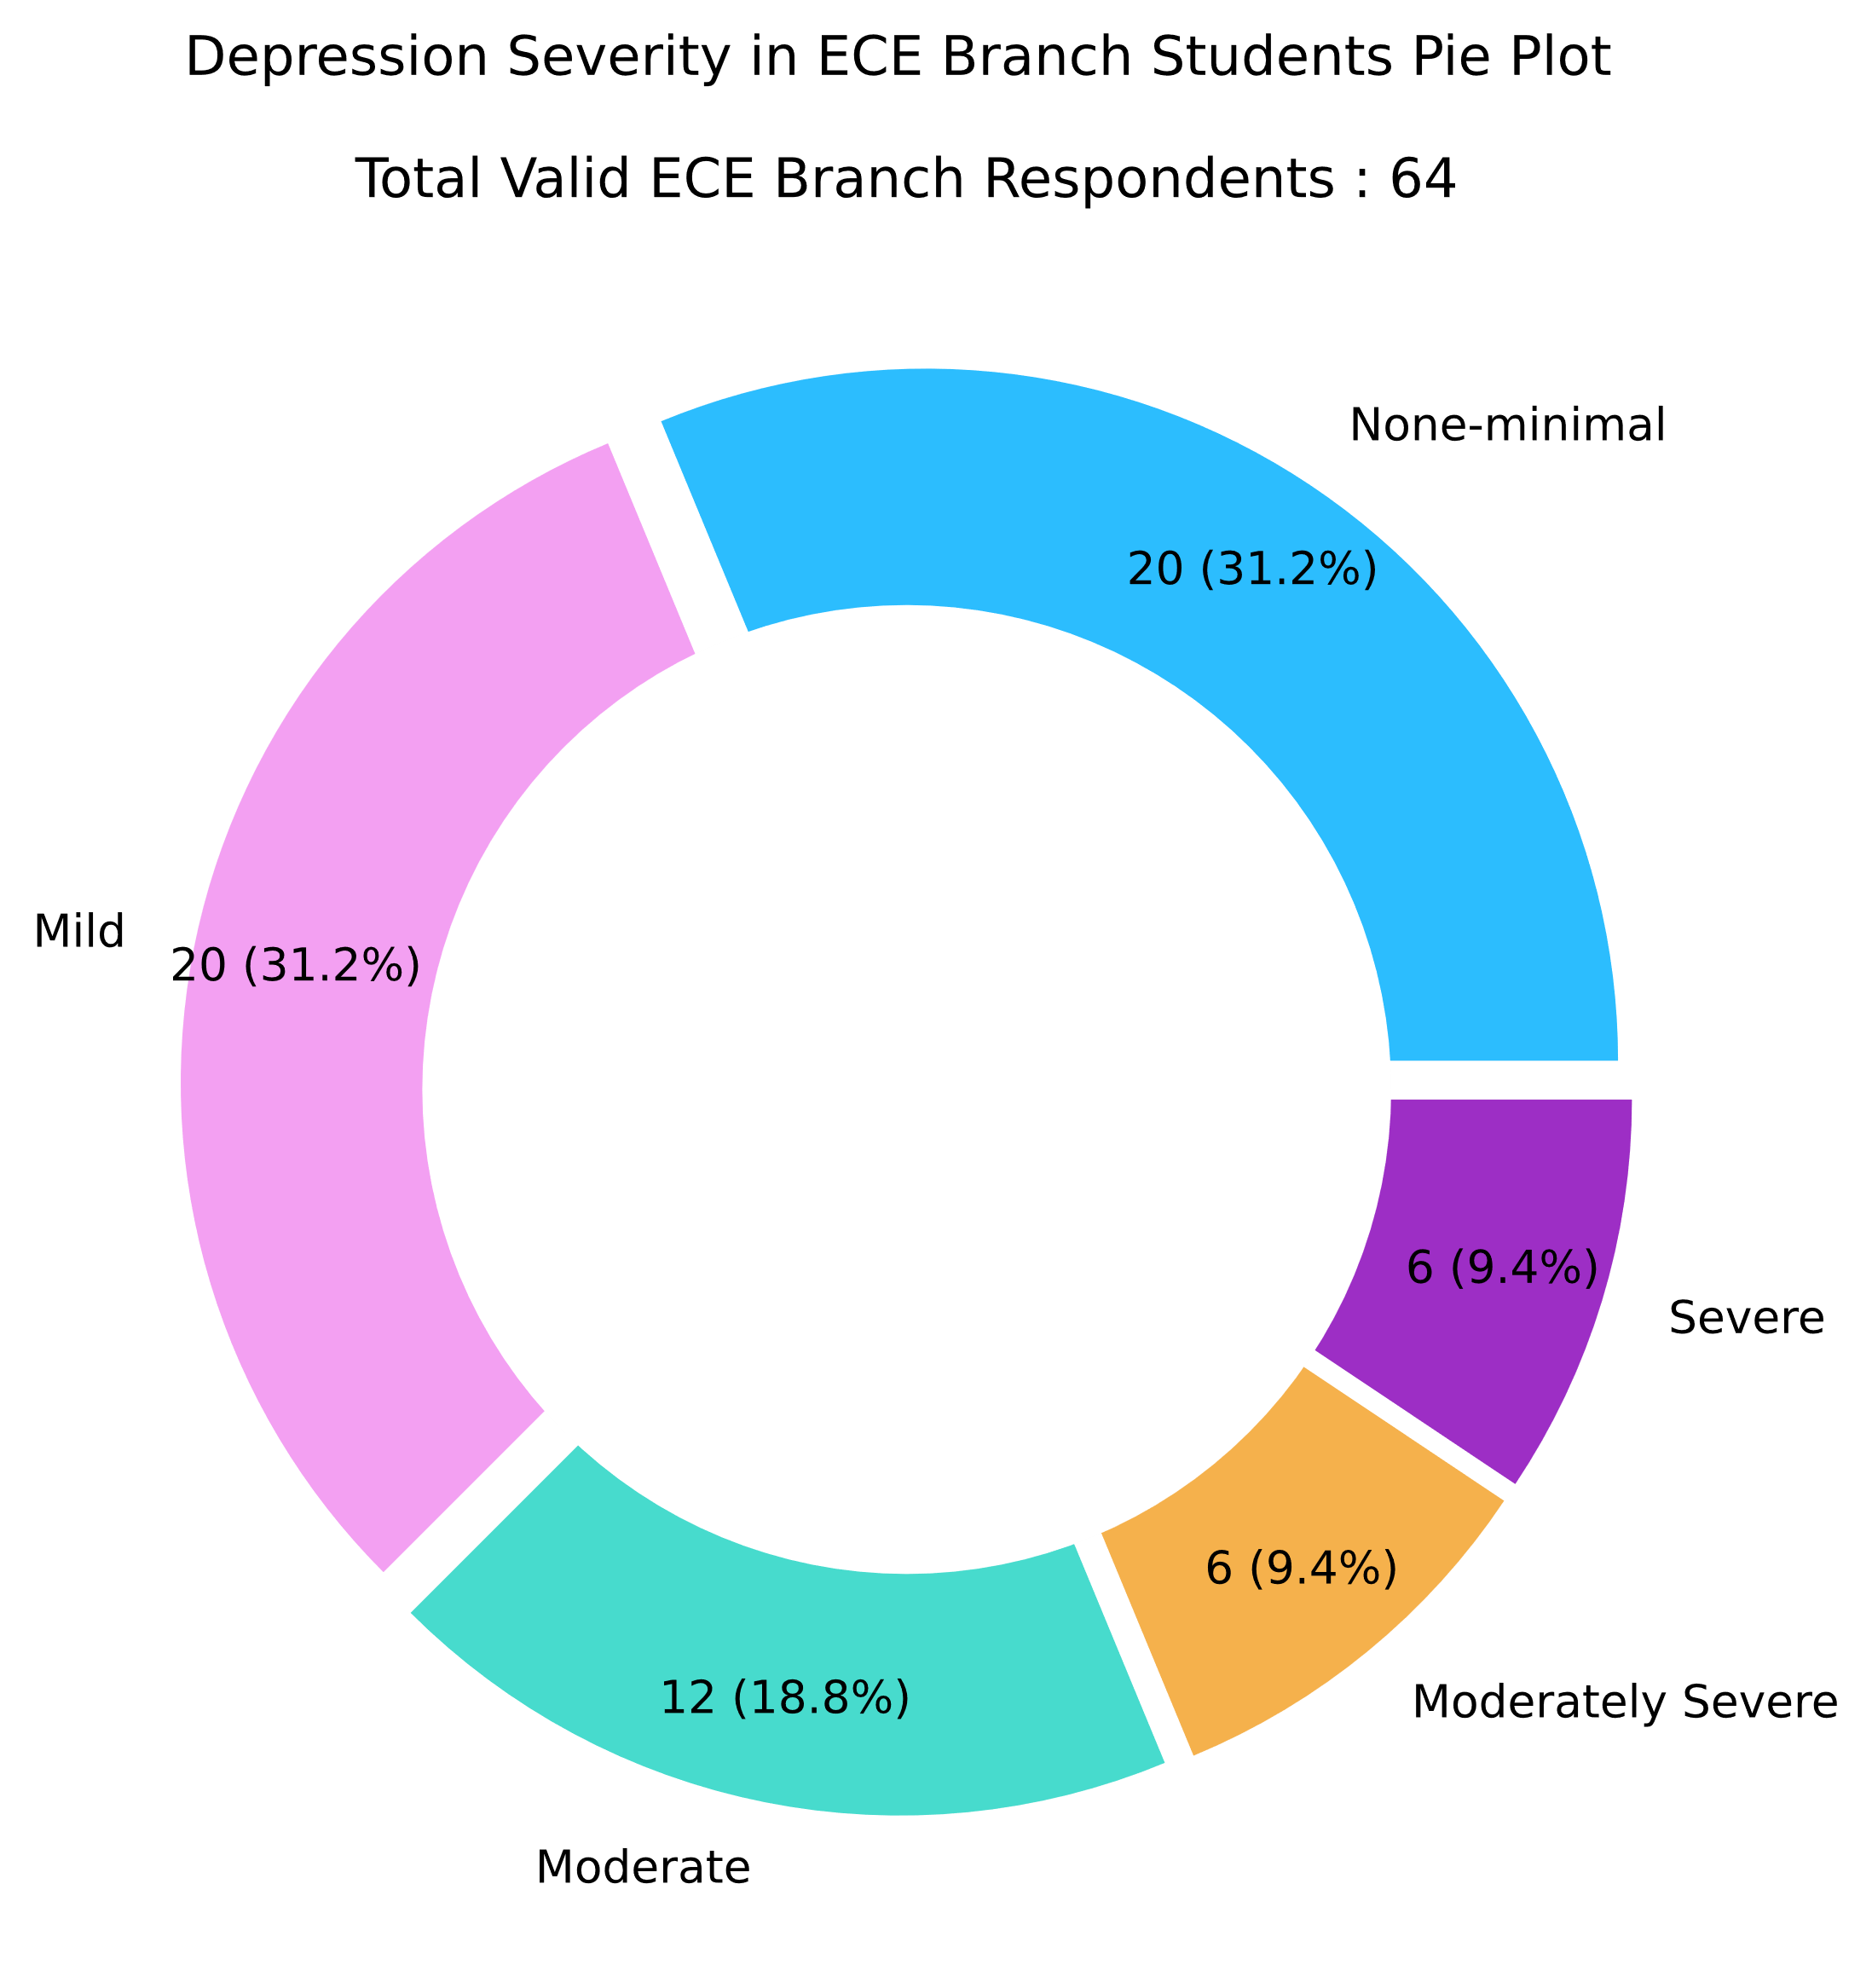 Depression Severity in ECE Branch Students Pie Plot
Total Valid ECE Branch Respondents : 64
None-minimal
20 (31.2%)
Mild
20 (31.2%)
6 (9.4%)
Severe
6 (9.4%)
12 (18.8%)
Moderately Severe
Moderate